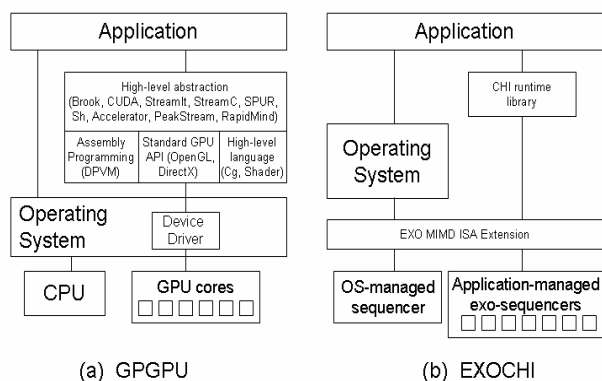 Application
High-level abstraction
(Brook, CUDA, StreamIt, StreamC, SPUR,
Sh, Accelerator, PeakStream, RapidMind)
Assembly
Programming
(DPVM)
Standard GPU
API (OpenGL,
DirectX)
High-level
language
(Cg, Shader)
Operating
System
Device
Driver
CPU
GPU cores
(a) GPGPU
Application
CHI runtime
library
Operating
System
EXO MIMD ISA Extension
OS-managed
sequencer
Application-managed
exo-sequencers
(b) EXOCHI